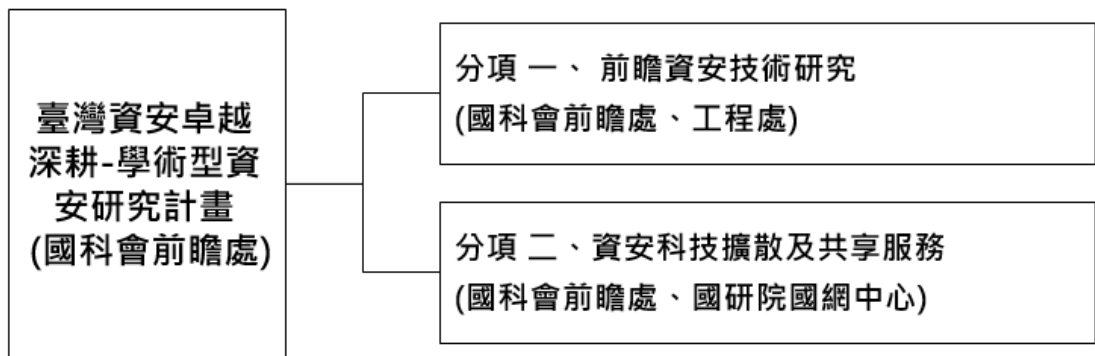 臺灣資安卓越
深耕-學術型資
安研究計畫
(國科會前瞻處)
分項 一、 前瞻資安技術研究
(國科會前瞻處、工程處)
分項 二、資安科技擴散及共享服務
(國科會前瞻處、國研院國網中心)